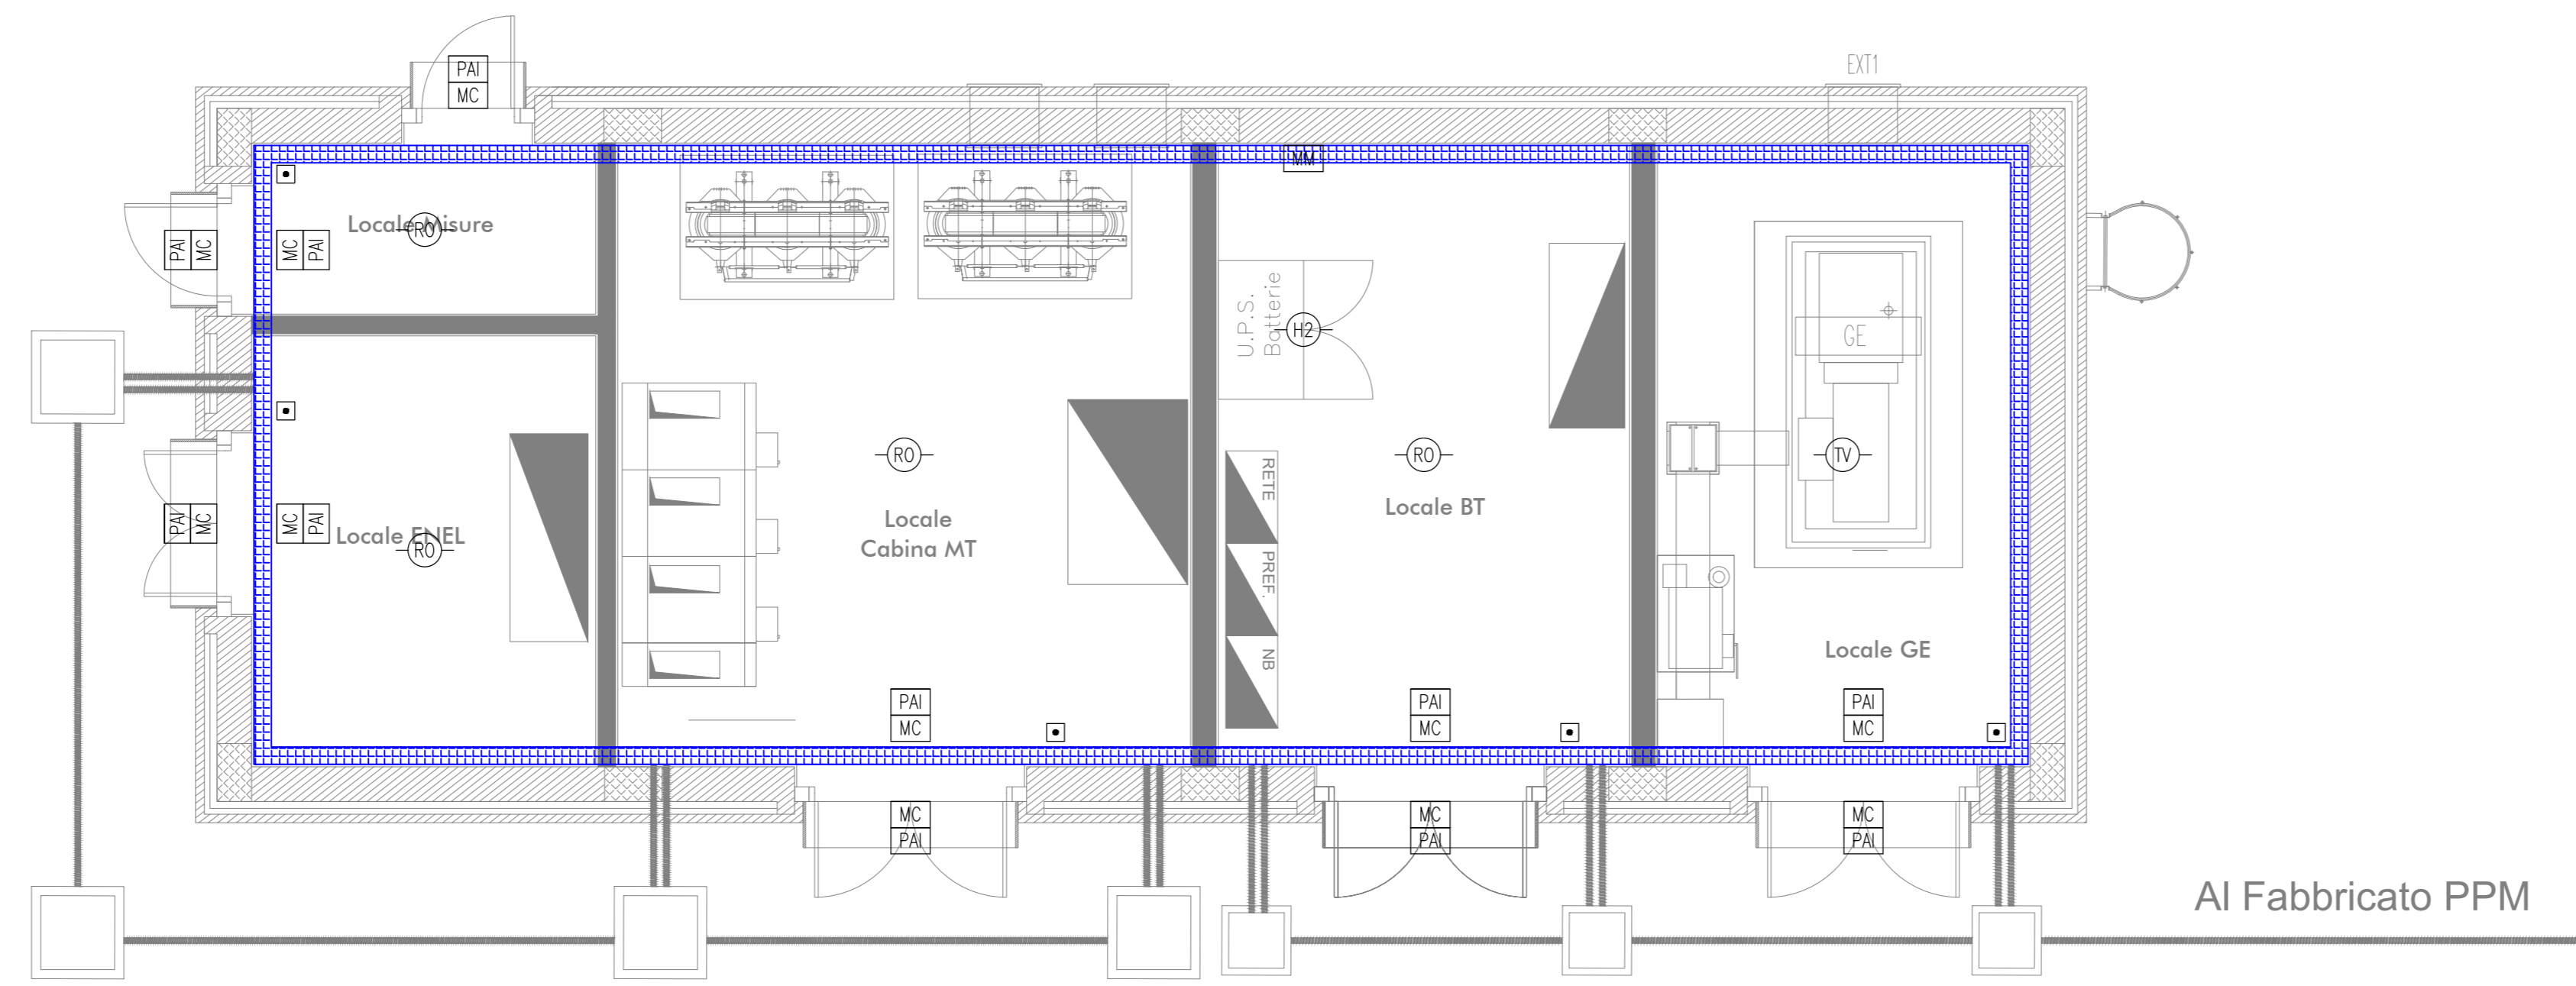 PAI
MC
EXT1
MM
Locale Misure
RO
PAI
MC
MC
PAI
U.P.S.
Batterie
H2
GE
RO
RO
TV
RETE
Locale
Cabina MT
Locale BT
PAI
MC
MC
PAI
Locale ENEL
RO
PREF.
NB
Locale GE
PAI
MC
PAI
MC
PAI
MC
MC
PAI
MC
PAI
MC
PAI
Al Fabbricato PPM